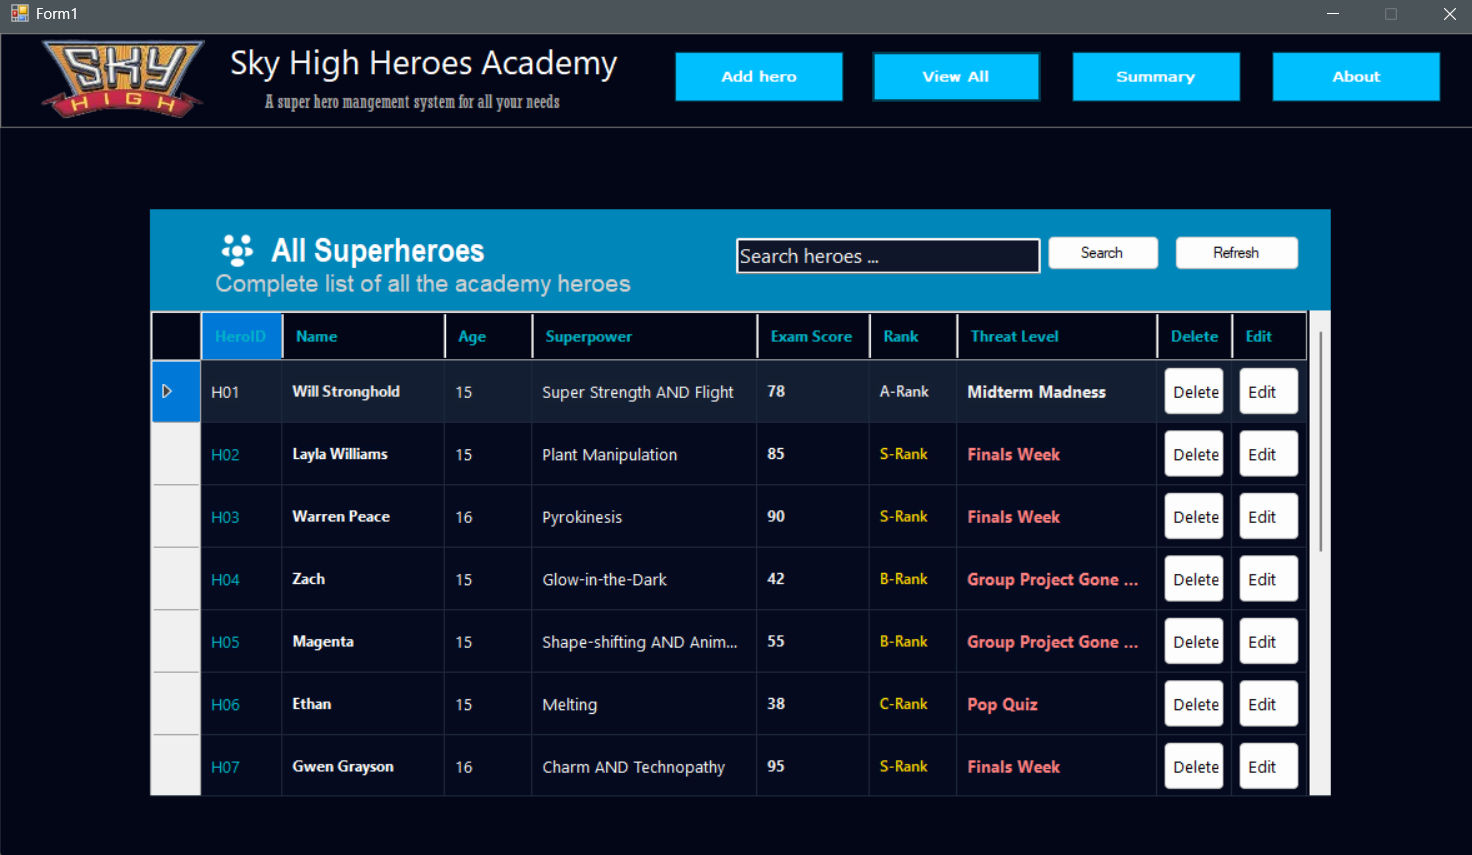 Form1
SKY
HIGH
Sky High Heroes Academy
A super hero mangement system for all your needs
Add hero View All Summary About
All Superheroes
Complete list of all the academy heroes
Search heroes ... Search Refresh
HeroID Name Age Superpower Exam Score Rank Threat Level Delete Edit
H01 Will Stronghold 15 Super Strength AND Flight 78 A-Rank Midterm Madness Delete Edit
H02 Layla Williams 15 Plant Manipulation 85 S-Rank Finals Week Delete Edit
H03 Warren Peace 16 Pyrokinesis 90 S-Rank Finals Week Delete Edit
H04 Zach 15 Glow-in-the-Dark 42 B-Rank Group Project Gone ... Delete Edit
H05 Magenta 15 Shape-shifting AND Anim... 55 B-Rank Group Project Gone ... Delete Edit
H06 Ethan 15 Melting 38 C-Rank Pop Quiz Delete Edit
H07 Gwen Grayson 16 Charm AND Technopathy 95 S-Rank Finals Week Delete Edit